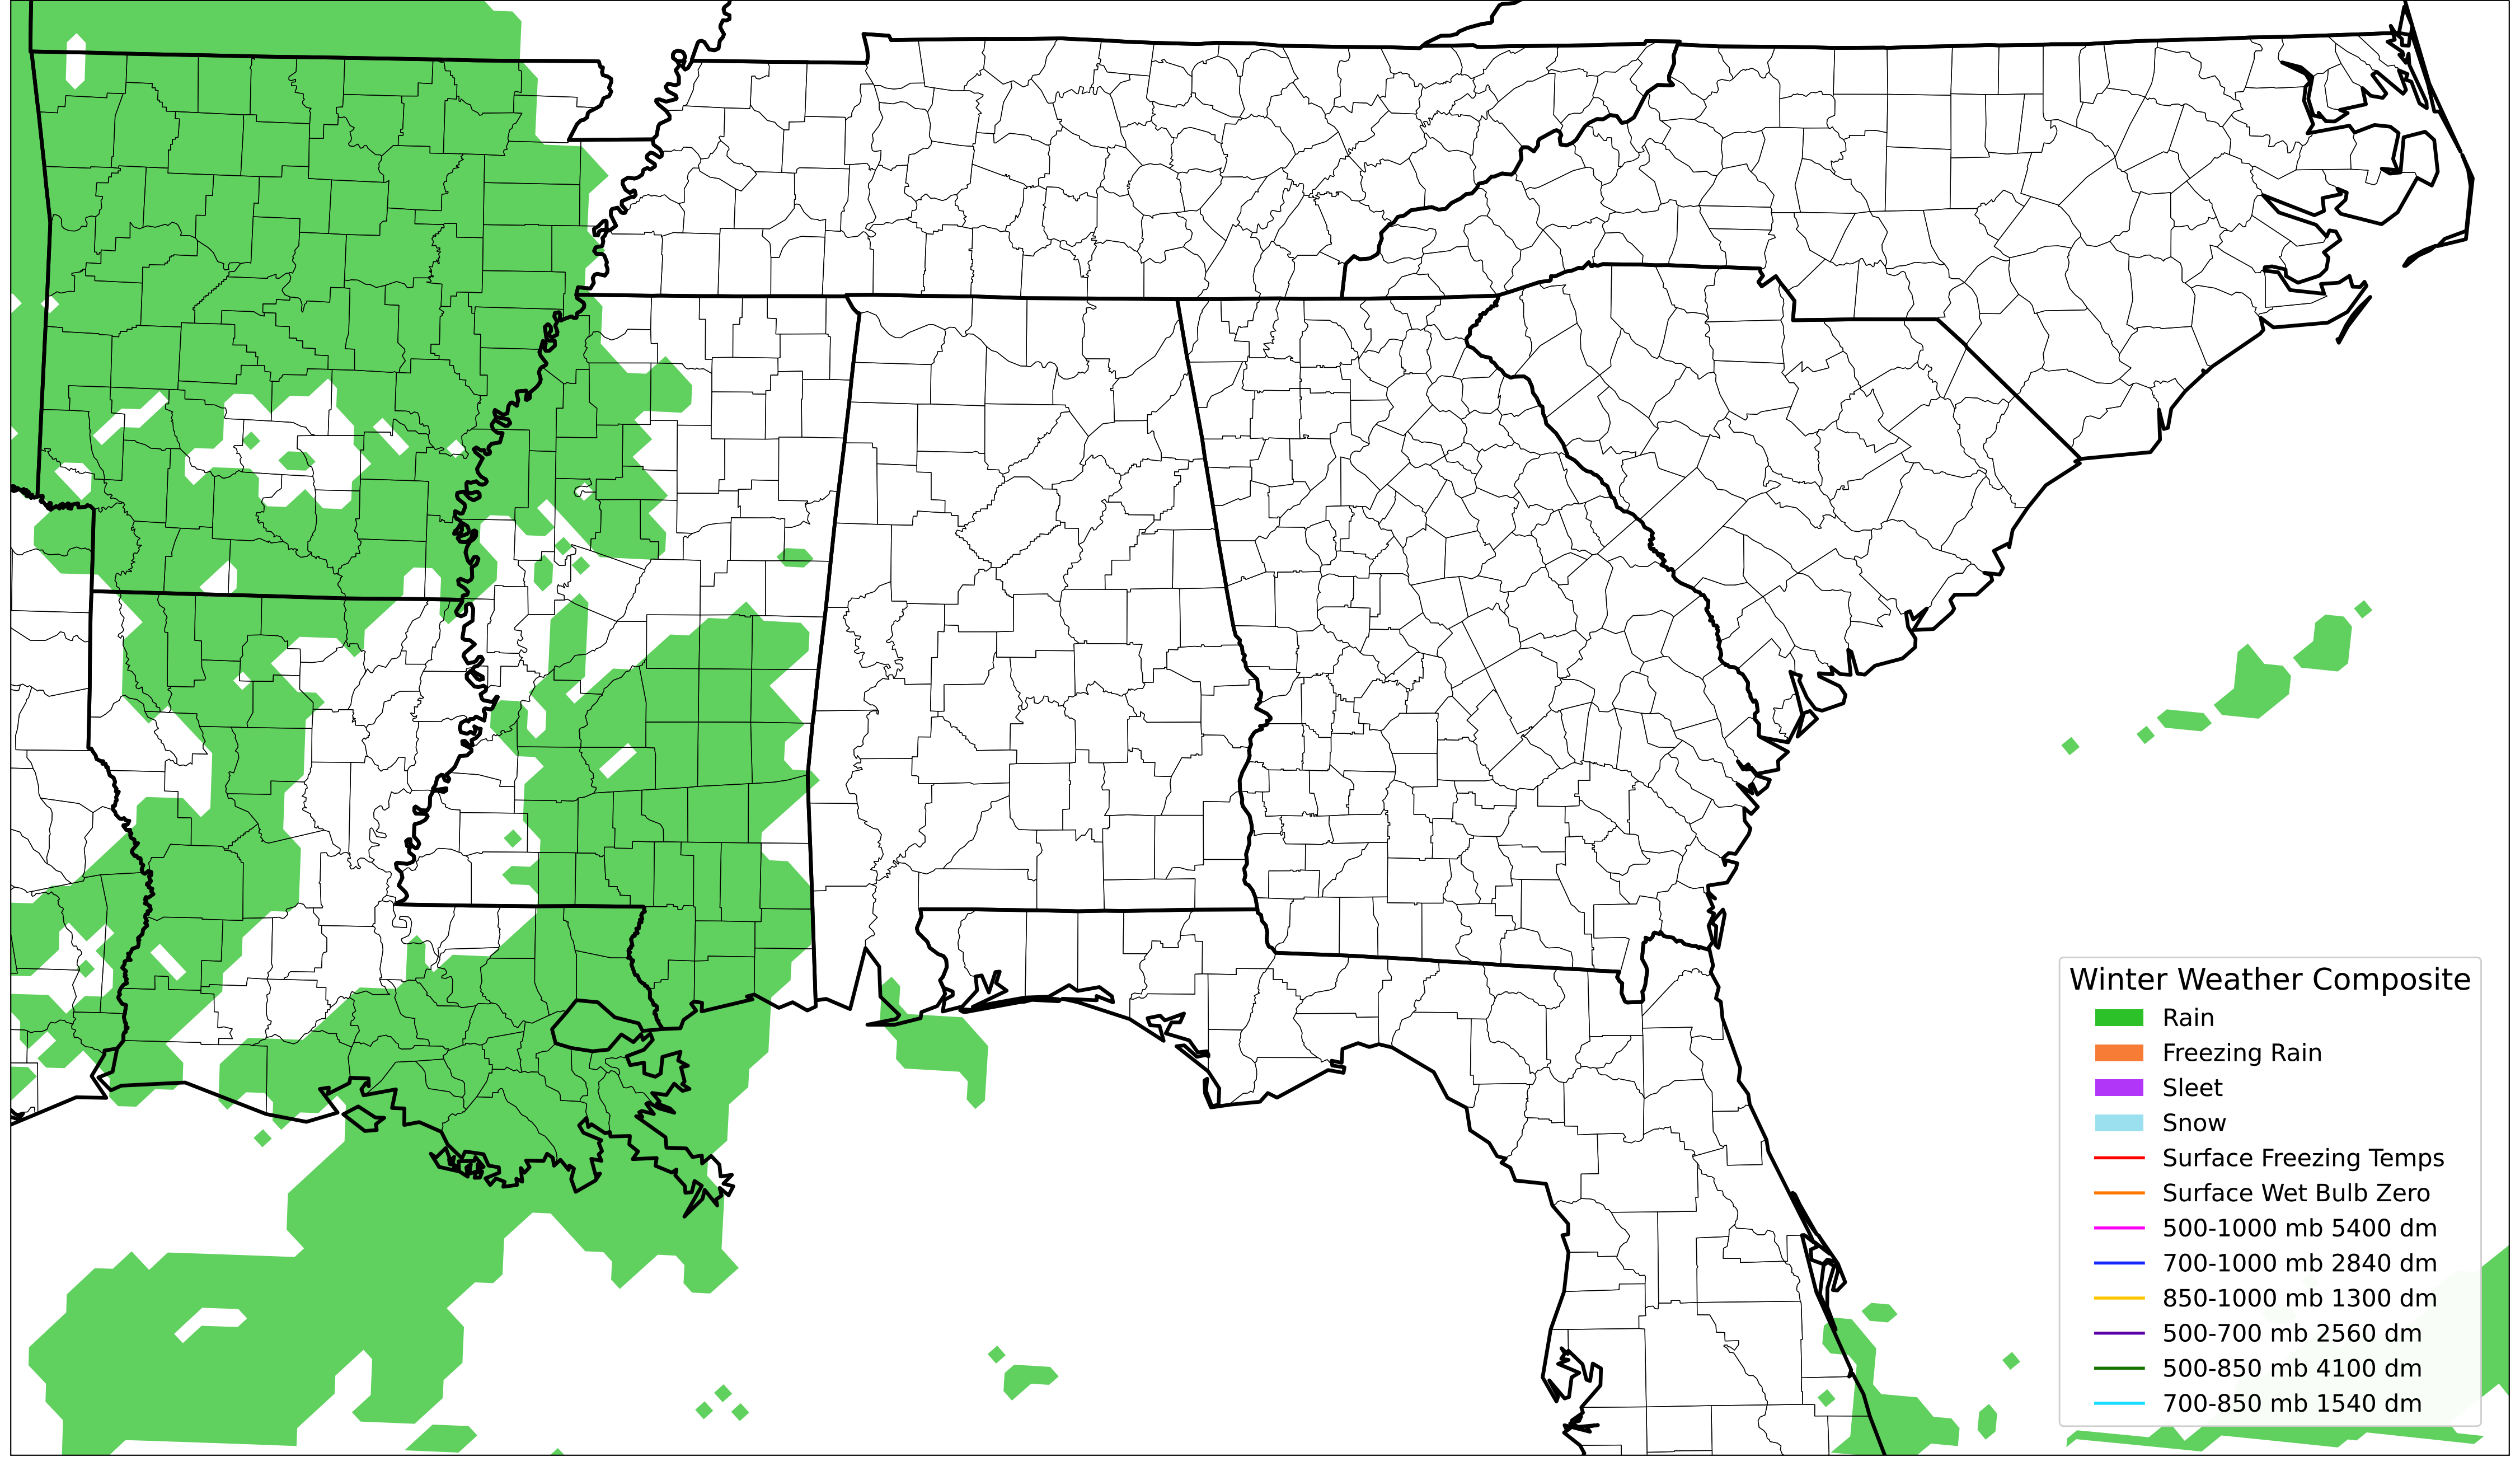 Winter Weather Composite
Rain
Freezing Rain
Sleet
Snow
Surface Freezing Temps
Surface Wet Bulb Zero
500-1000 mb 5400 dm
700-1000 mb 2840 dm
850-1000 mb 1300 dm
500-700 mb 2560 dm
500-850 mb 4100 dm
700-850 mb 1540 dm